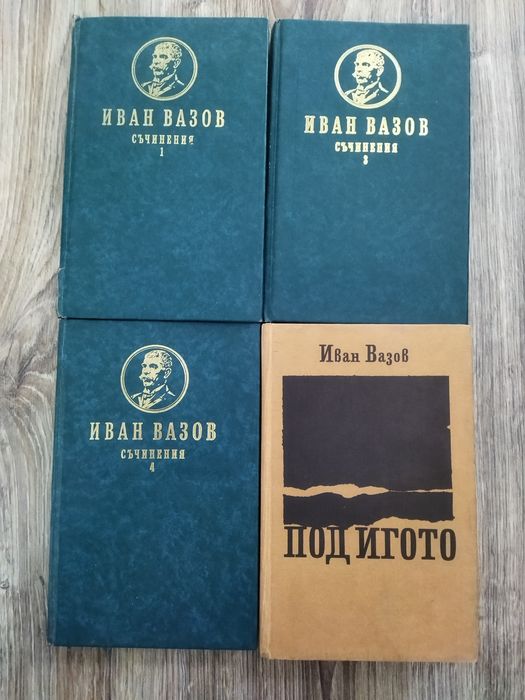 ИВАН ВАЗОВ
СЪЧИНЕНИЯ
1
ИВАН ВАЗОВ
СЪЧИНЕНИЯ
3
ИВАН ВАЗОВ
СЪЧИНЕНИЯ
4
Иван Вазов
ПОД ИГОТО